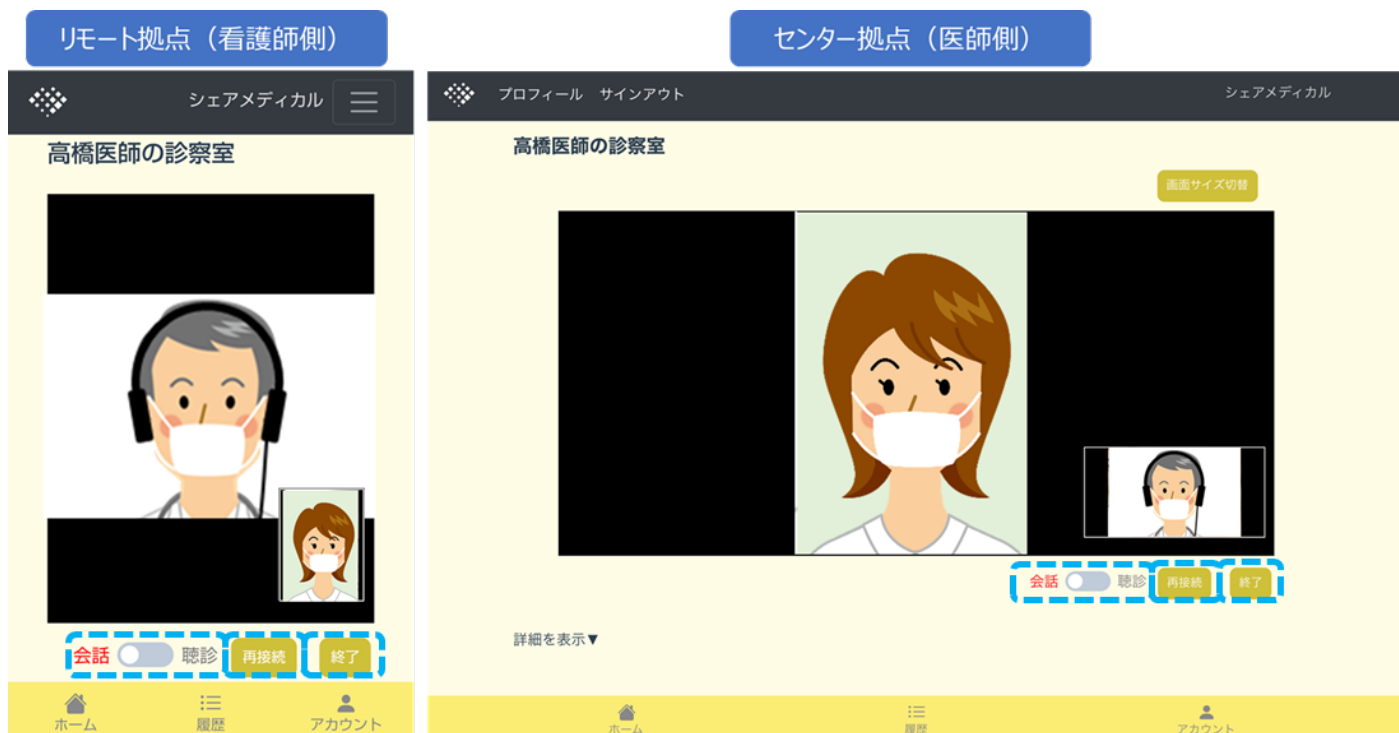 リモート拠点（看護師側）
シェアメディカル
高橋医師の診察室
会話 聴診 再接続 終了
ホーム 履歴 アカウント
センター拠点（医師側）
プロフィール サインアウト シェアメディカル
高橋医師の診察室
画面サイズ切替
会話 聴診 再接続 終了
詳細を表示▼
ホーム 履歴 アカウント